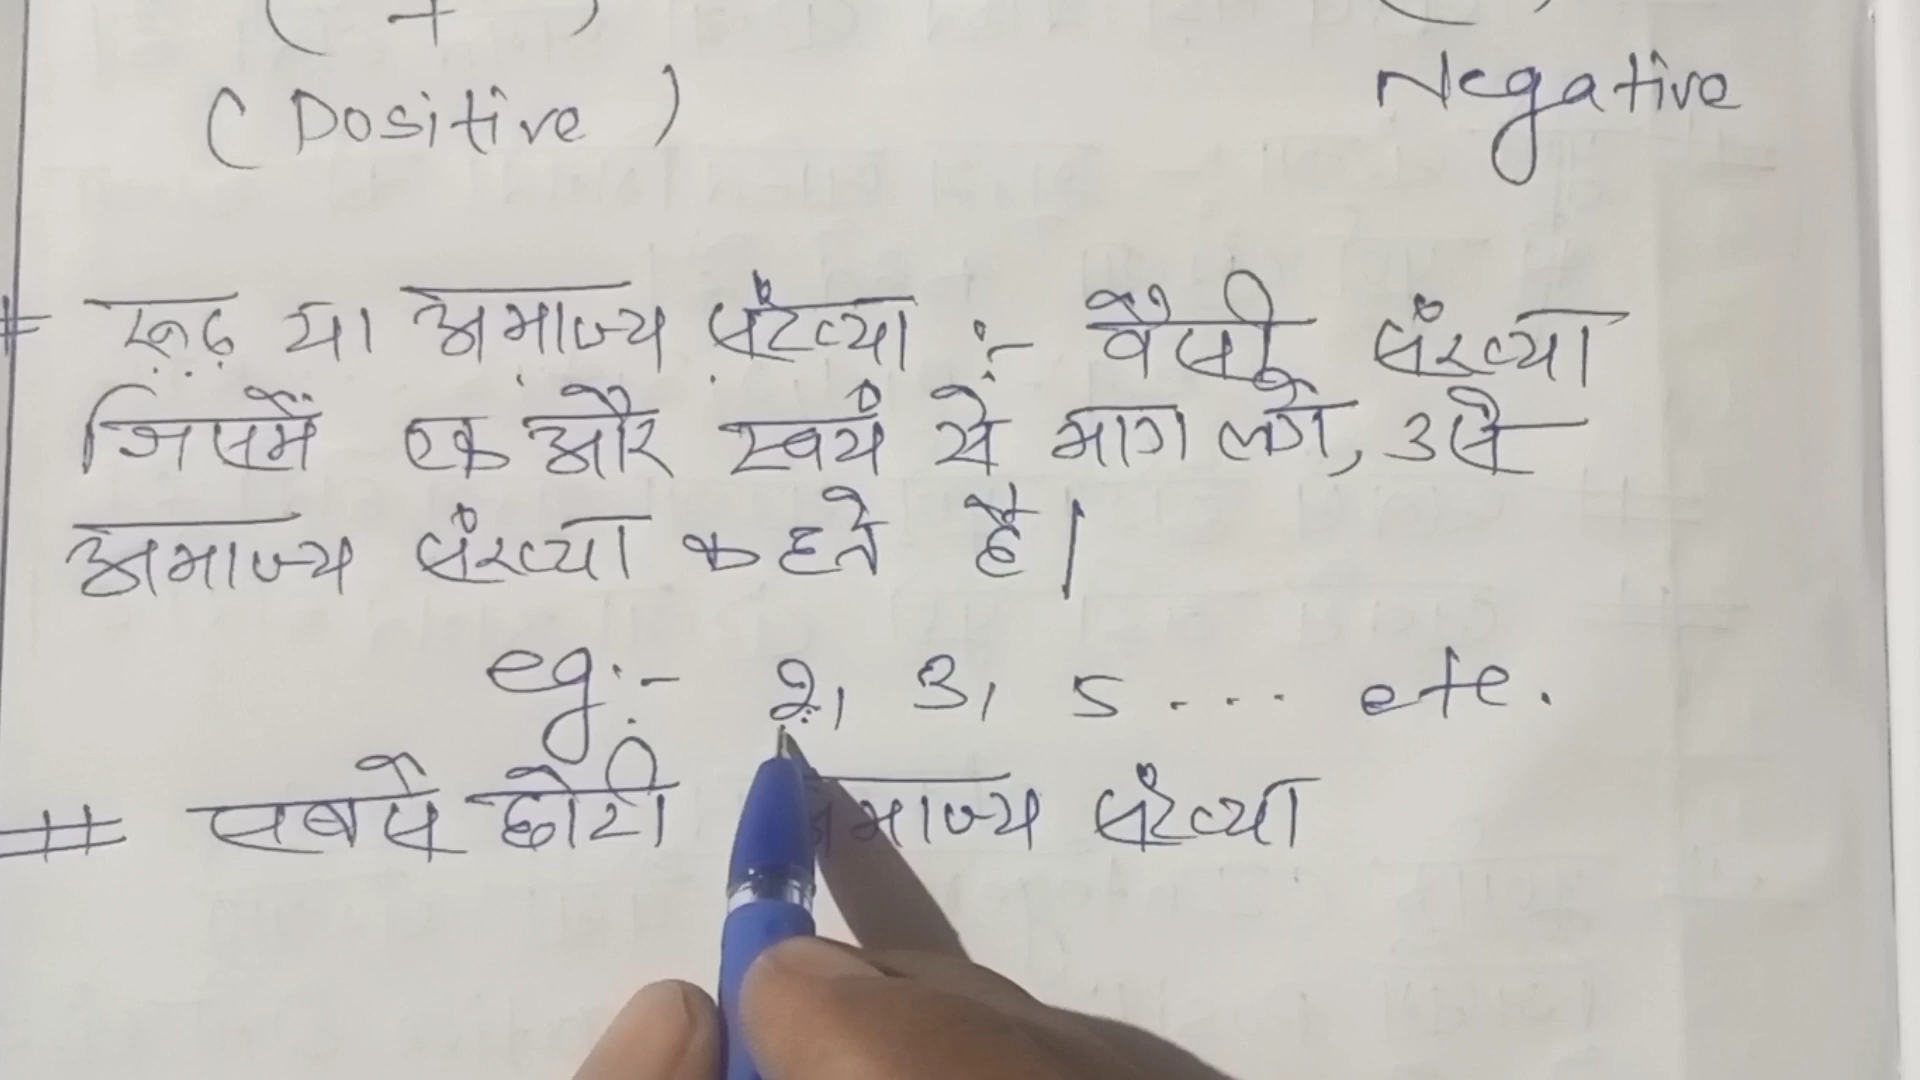 ( + )
(Positive) Negative
# रूढ़ या अभाज्य संख्या :- वैसी संख्या
जिसमें एक और स्वयं से भाग लगे, उसे
अभाज्य संख्या कहते हैं।
eg:- 2, 3, 5 .... etc.
# सबसे छोटी अभाज्य संख्या